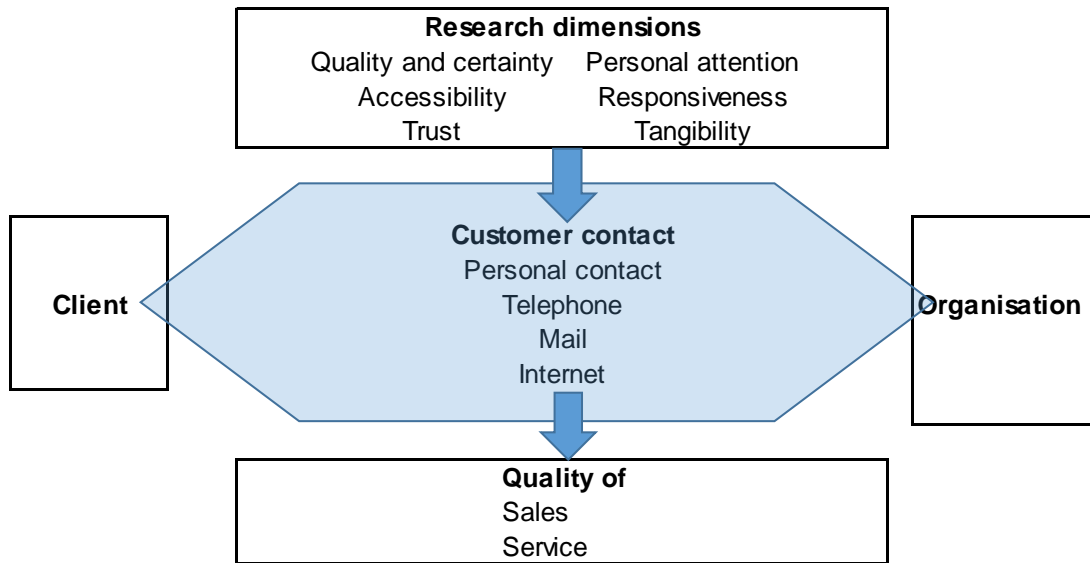 Research dimensions
Quality and certainty Personal attention
Accessibility Responsiveness
Trust Tangibility
Customer contact
Personal contact
Client
Telephone
Organisation
Mail
Internet
Quality of
Sales
Service